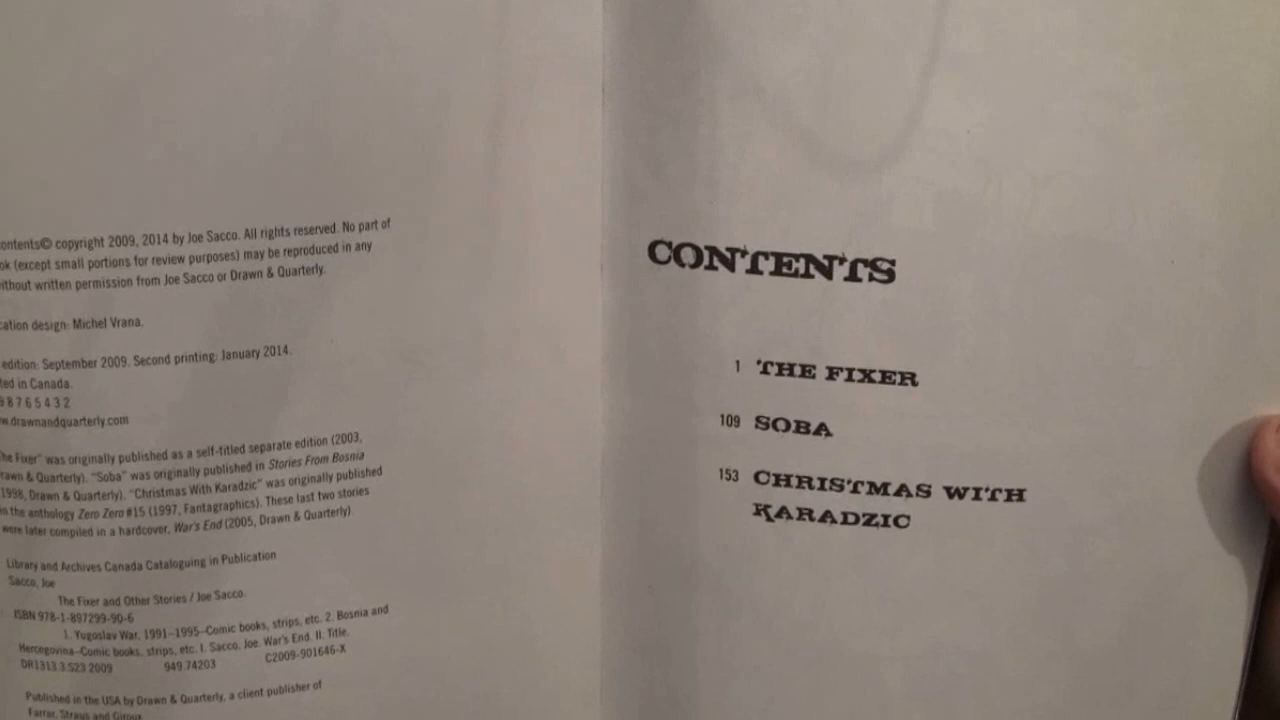 ontents© copyright 2009, 2014 by Joe Sacco. All rights reserved. No part of
ok (except small portions for review purposes) may be reproduced in any
ithout written permission from Joe Sacco or Drawn & Quarterly.
cation design: Michel Vrana.
edition: September 2009. Second printing: January 2014.
ted in Canada.
9 8 7 6 5 4 3 2
w.drawnandquarterly.com
he Fixer" was originally published as a self-titled separate edition (2003,
rawn & Quarterly). "Soba" was originally published in Stories From Bosnia
1998, Drawn & Quarterly). "Christmas With Karadzic" was originally published
in the anthology Zero Zero #15 (1997, Fantagraphics). These last two stories
were later compiled in a hardcover, War's End (2005, Drawn & Quarterly)
Library and Archives Canada Cataloguing in Publication
Sacco, Joe
The Fixer and Other Stories / Joe Sacco.
ISBN 978-1-897299-90-6
1. Yugoslav War, 1991–1995–Comic books, strips, etc. 2. Bosnia and
Hercegovina–Comic books, strips, etc. I. Sacco, Joe. War's End. II. Title.
DR1313.3.S23 2009 949.74203 C2009-901646-X
Published in the USA by Drawn & Quarterly, a client publisher of
Farrar, Straus and Giroux
CONTENTS
1 THE FIXER
109 SOBA
153 CHRISTMAS WITH
KARADZIC